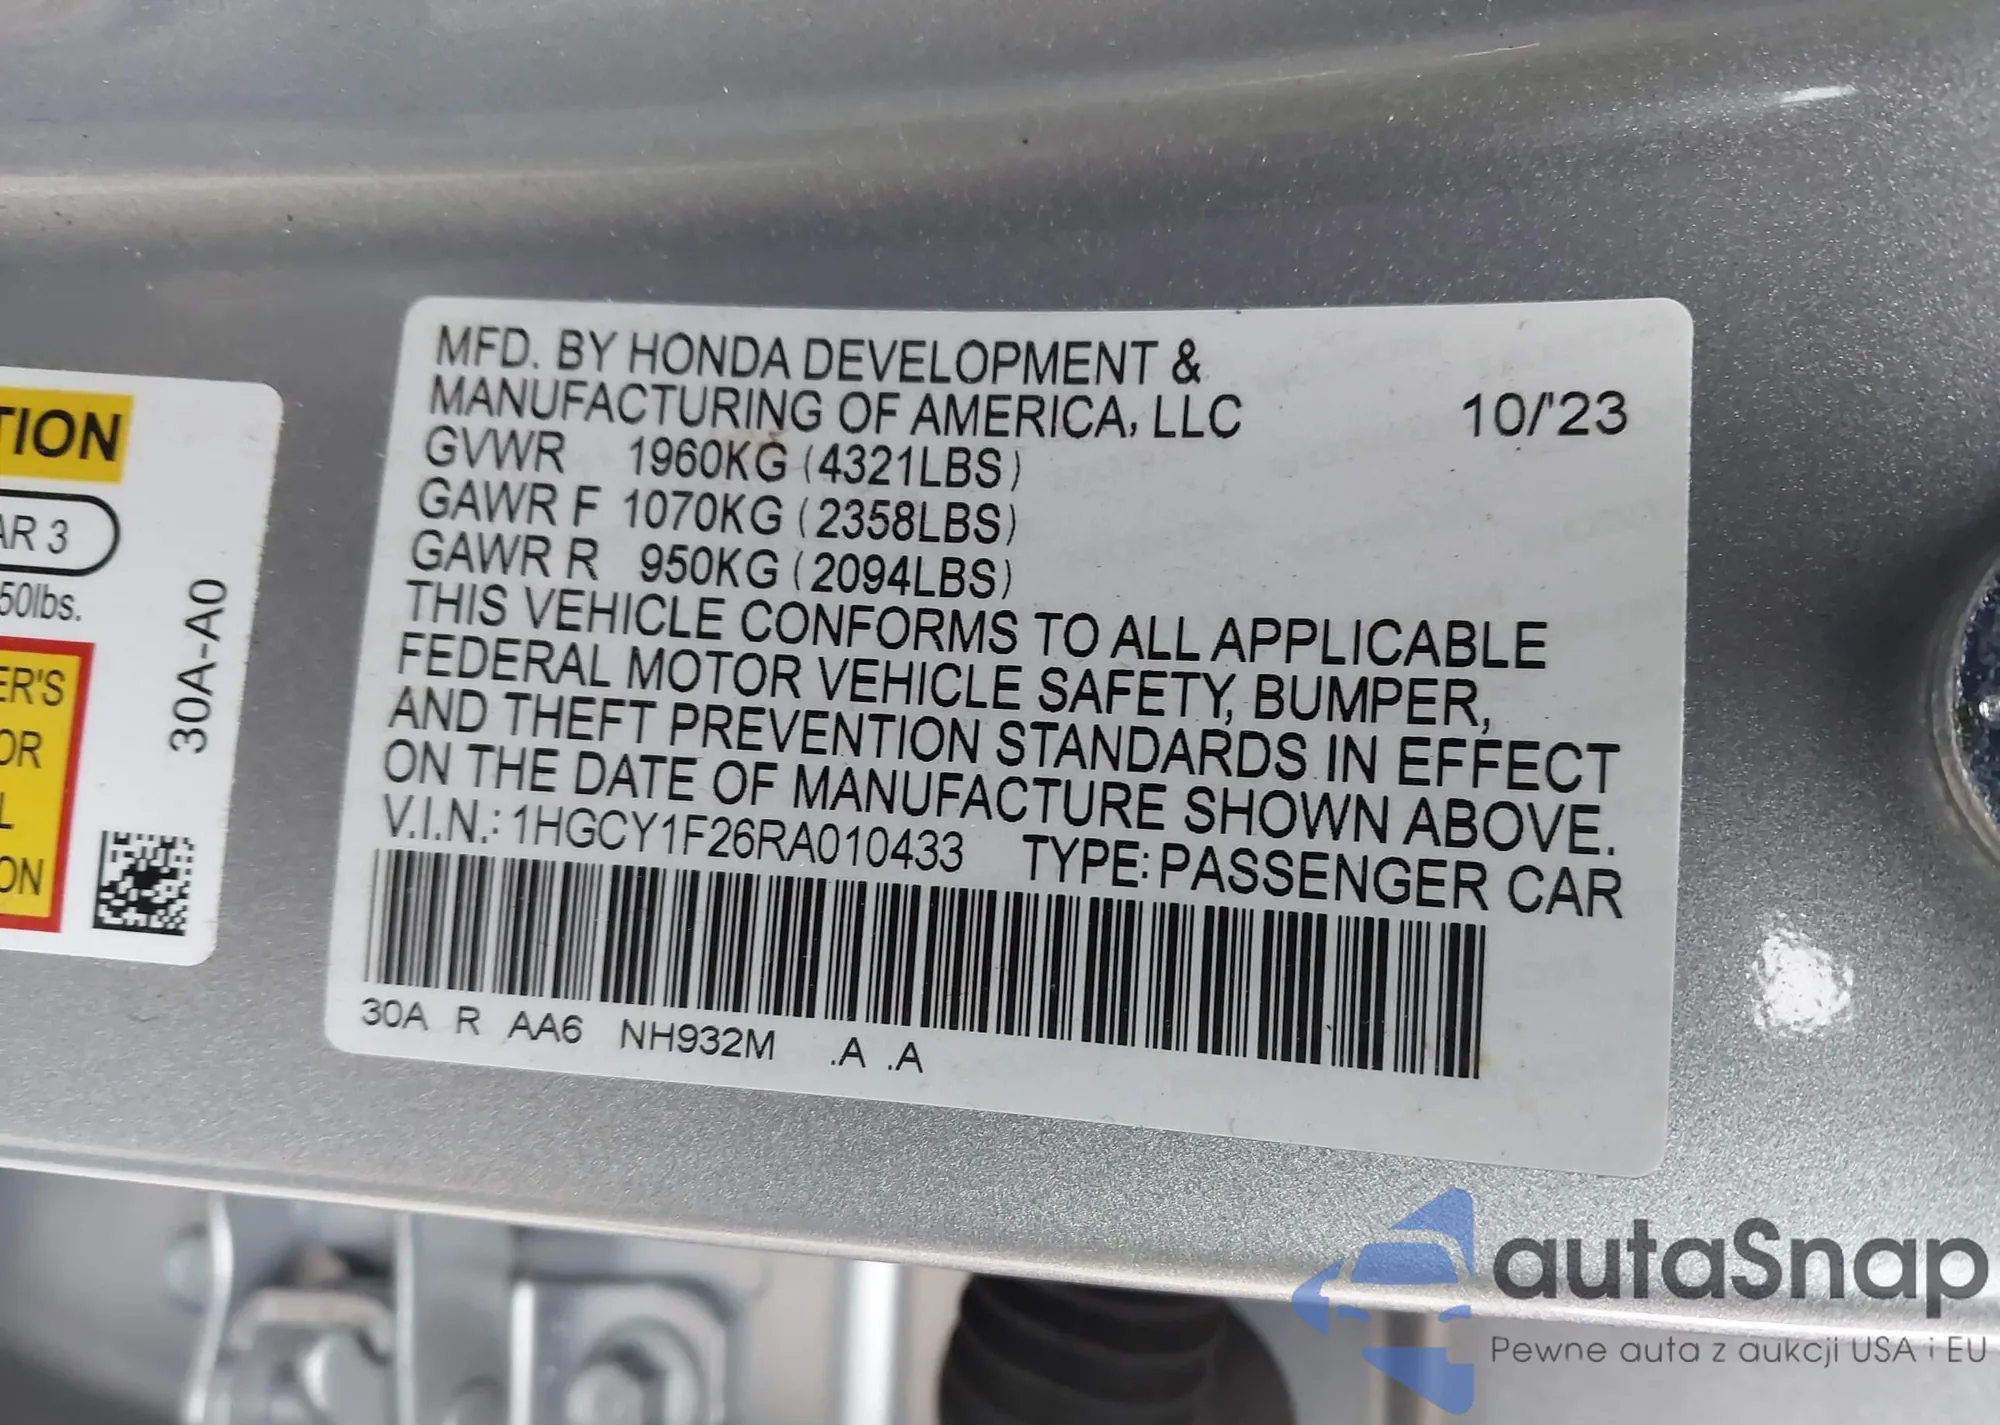 TION
AR 3
50lbs.
ER'S
OR
L
ON
30A-A0
MFD. BY HONDA DEVELOPMENT &
MANUFACTURING OF AMERICA, LLC 10/'23
GVWR 1960KG (4321LBS)
GAWR F 1070KG (2358LBS)
GAWR R 950KG (2094LBS)
THIS VEHICLE CONFORMS TO ALL APPLICABLE
FEDERAL MOTOR VEHICLE SAFETY, BUMPER,
AND THEFT PREVENTION STANDARDS IN EFFECT
ON THE DATE OF MANUFACTURE SHOWN ABOVE.
V.I.N.: 1HGCY1F26RA010433 TYPE: PASSENGER CAR
30A R AA6 NH932M .A .A
autaSnap
Pewne auta z aukcji USA i EU